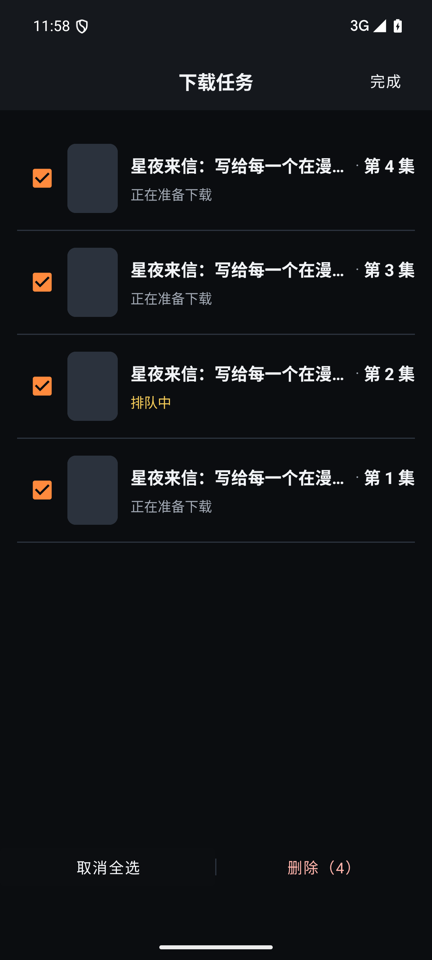 11:58
3G
下载任务
完成
星夜来信：写给每一个在漫... · 第 4 集
正在准备下载
星夜来信：写给每一个在漫... · 第 3 集
正在准备下载
星夜来信：写给每一个在漫... · 第 2 集
排队中
星夜来信：写给每一个在漫... · 第 1 集
正在准备下载
取消全选
删除（4）